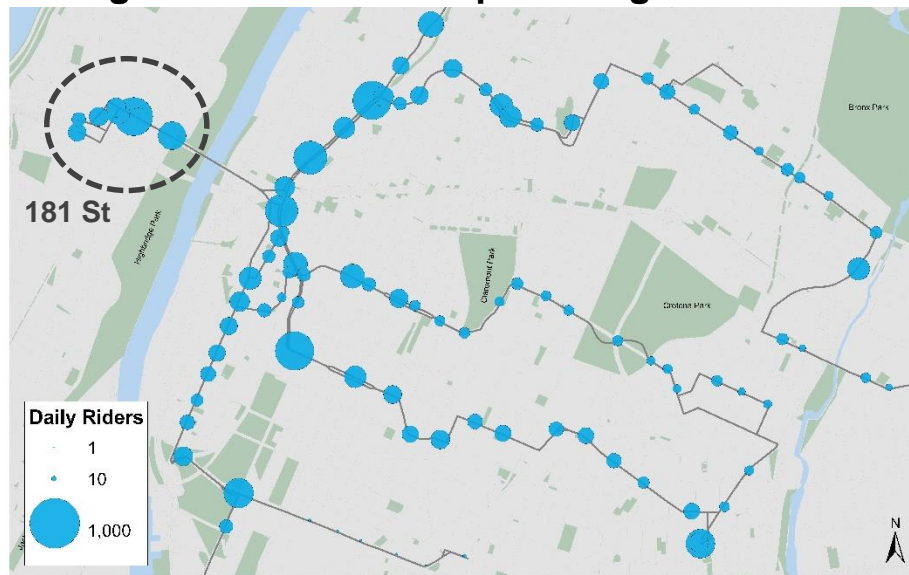 181 St
Highbridge Park
Claremont Park
Crotona Park
Bronx Park
Daily Riders
1
10
1,000
N